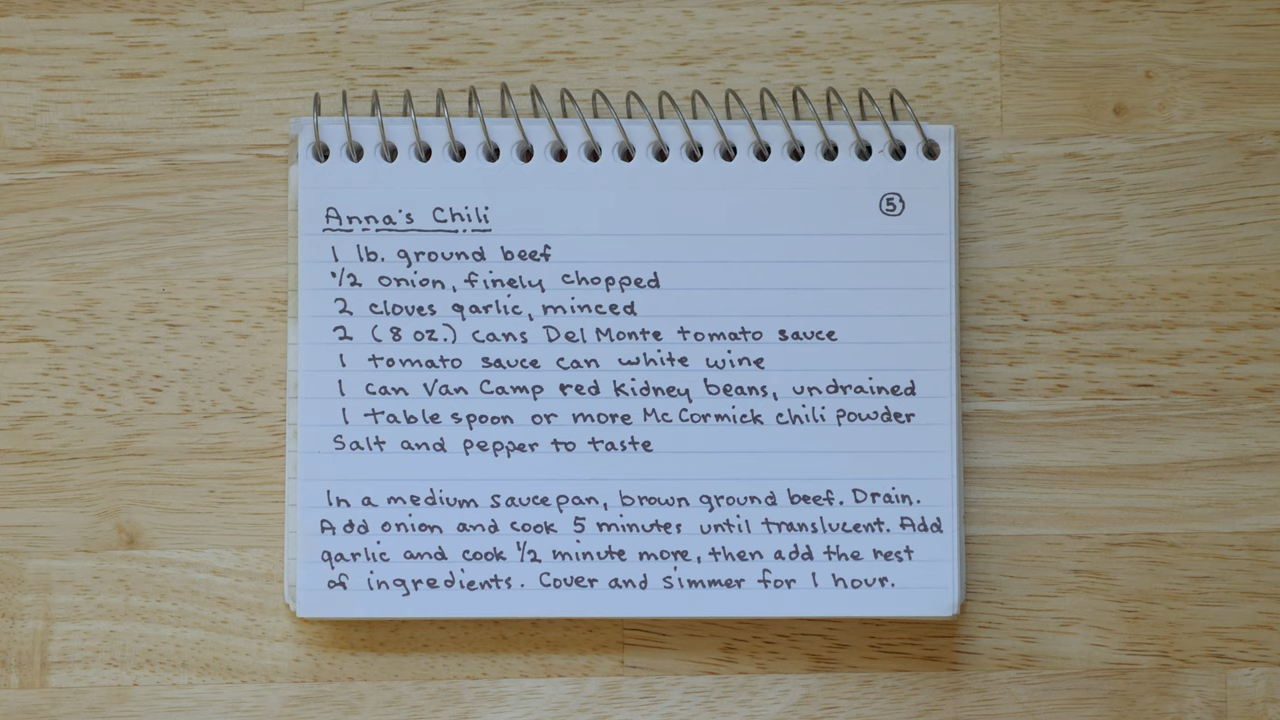 Anna's Chili ⑤
1 lb. ground beef
1/2 onion, finely chopped
2 cloves garlic, minced
2 (8 oz.) cans Del Monte tomato sauce
1 tomato sauce can white wine
1 can Van Camp red kidney beans, undrained
1 tablespoon or more McCormick chili powder
Salt and pepper to taste
In a medium saucepan, brown ground beef. Drain.
Add onion and cook 5 minutes until translucent. Add
garlic and cook 1/2 minute more, then add the rest
of ingredients. Cover and simmer for 1 hour.